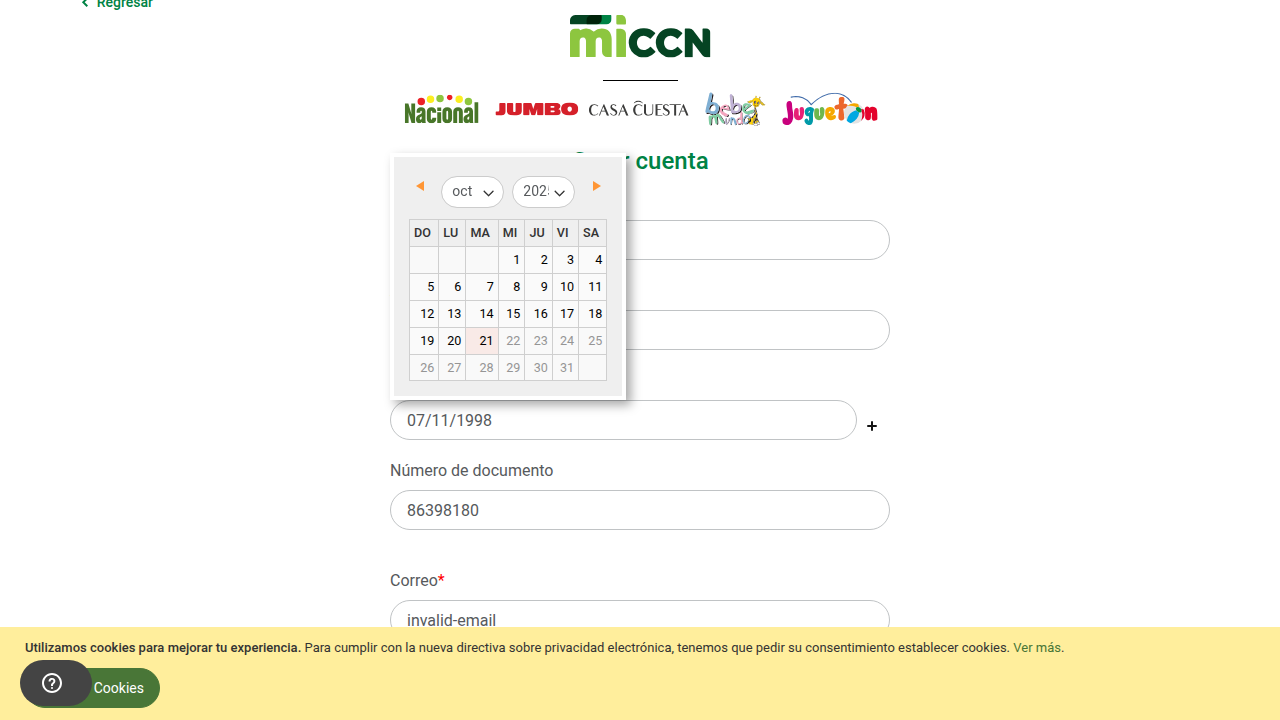 Regresar
miCCN
Nacional JUMBO CASA CUESTA bebe mundo Jugueton
cuenta
oct 2025
DO LU MA MI JU VI SA
1 2 3 4
5 6 7 8 9 10 11
12 13 14 15 16 17 18
19 20 21 22 23 24 25
26 27 28 29 30 31
07/11/1998 +
Número de documento
86398180
Correo*
invalid-email
Utilizamos cookies para mejorar tu experiencia. Para cumplir con la nueva directiva sobre privacidad electrónica, tenemos que pedir su consentimiento establecer cookies. Ver más.
Cookies